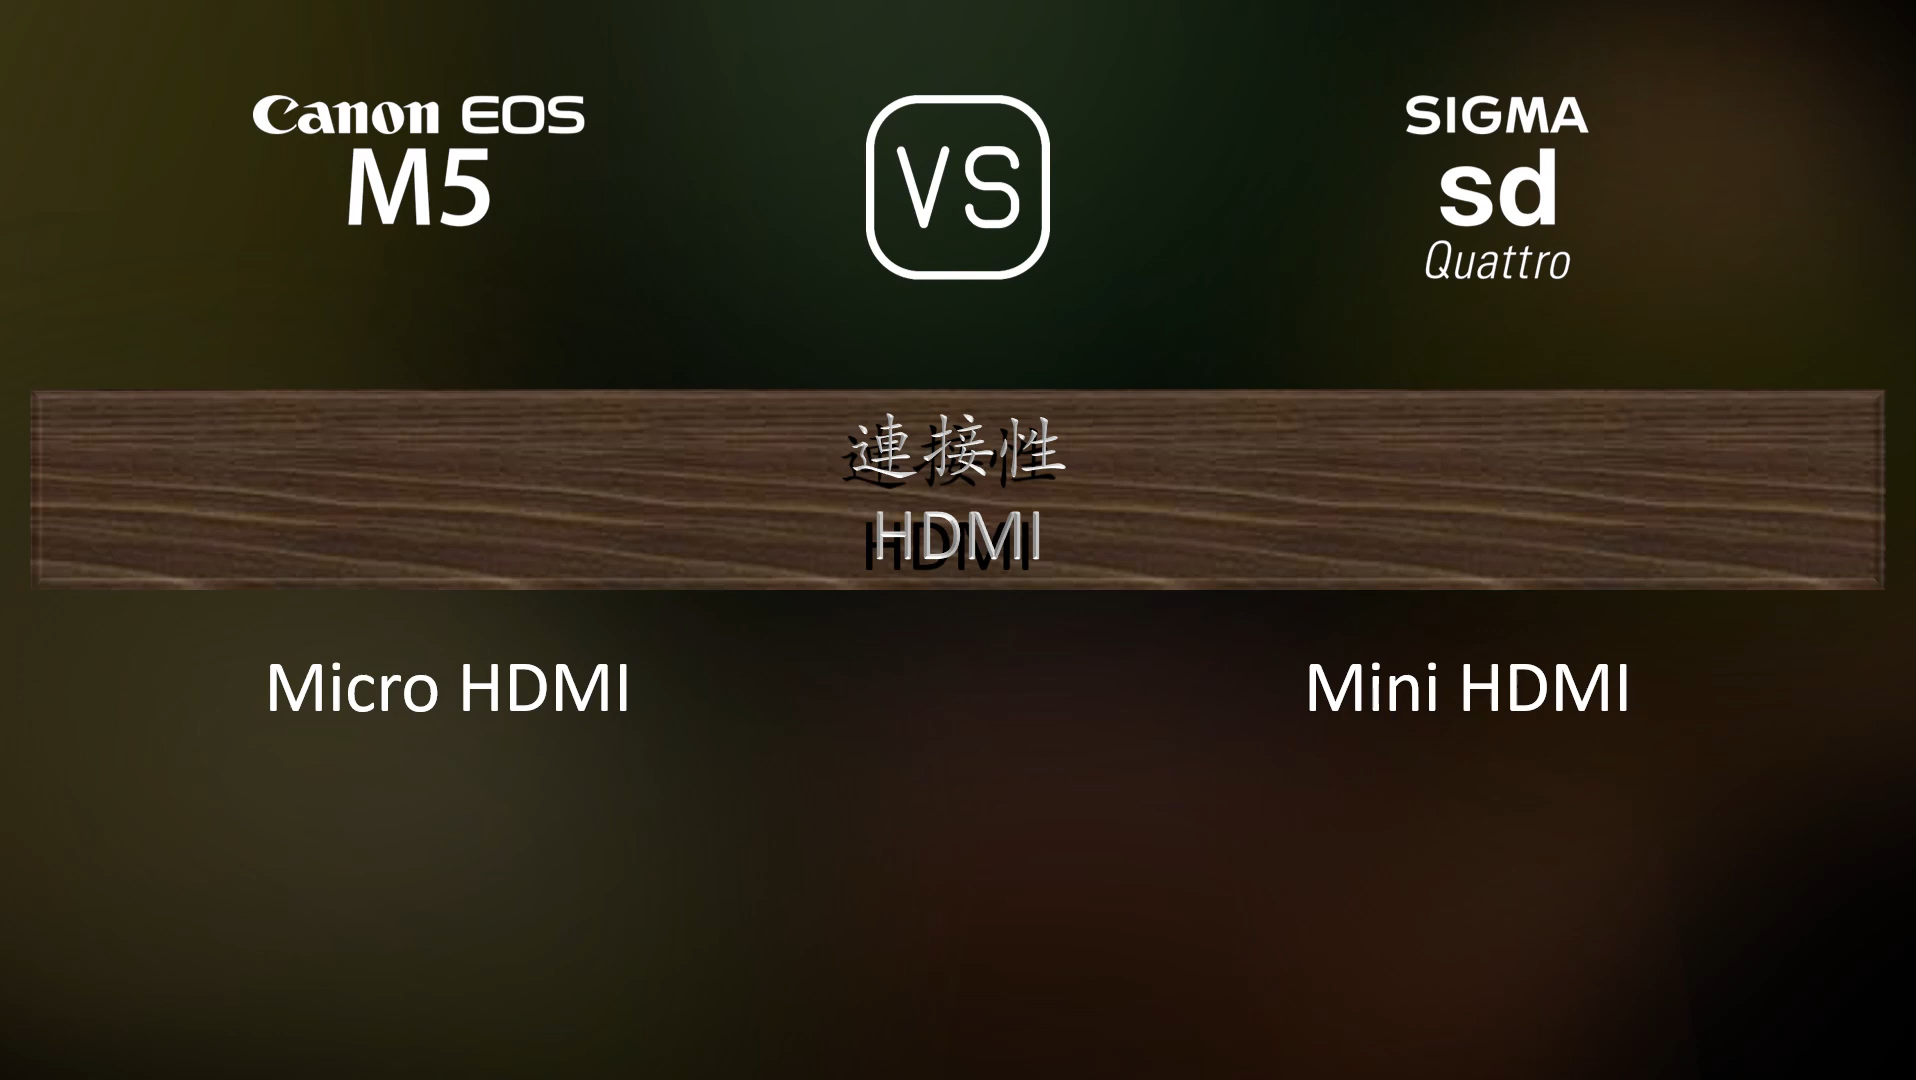 Canon EOS
M5
VS
SIGMA
sd
Quattro
連接性
HDMI
Micro HDMI
Mini HDMI